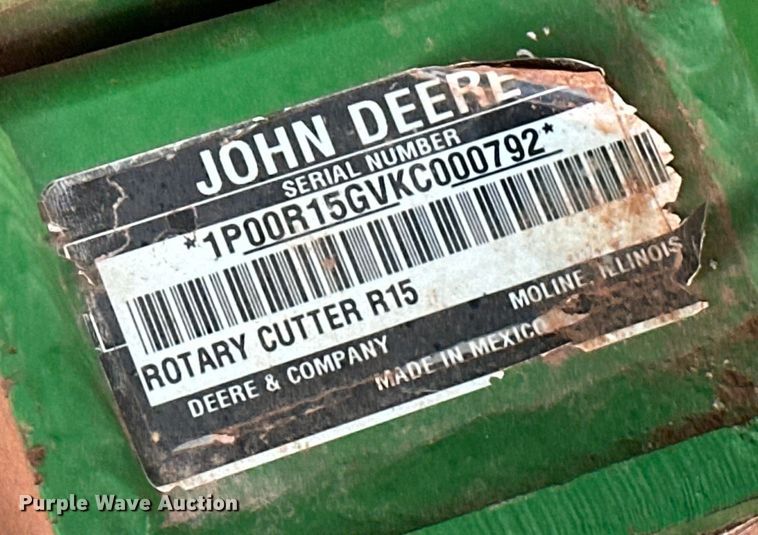 JOHN DEERE
SERIAL NUMBER
*1P00R15GVKC000792*
ROTARY CUTTER R15
DEERE & COMPANY MOLINE, ILLINOIS
MADE IN MEXICO
Purple Wave Auction